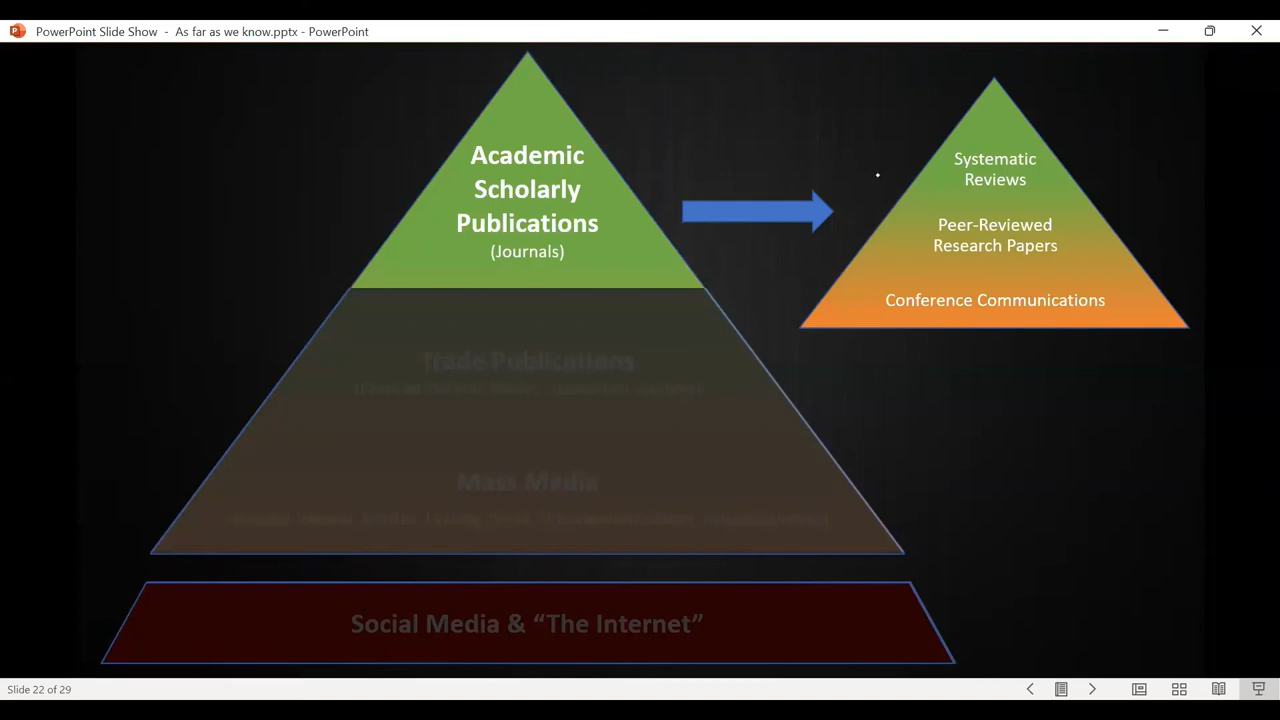 PowerPoint Slide Show - As far as we know.pptx - PowerPoint
Academic
Scholarly
Publications
(Journals)
Systematic
Reviews
Peer-Reviewed
Research Papers
Conference Communications
Trade Publications
Mass Media
Social Media & “The Internet”
Slide 22 of 29